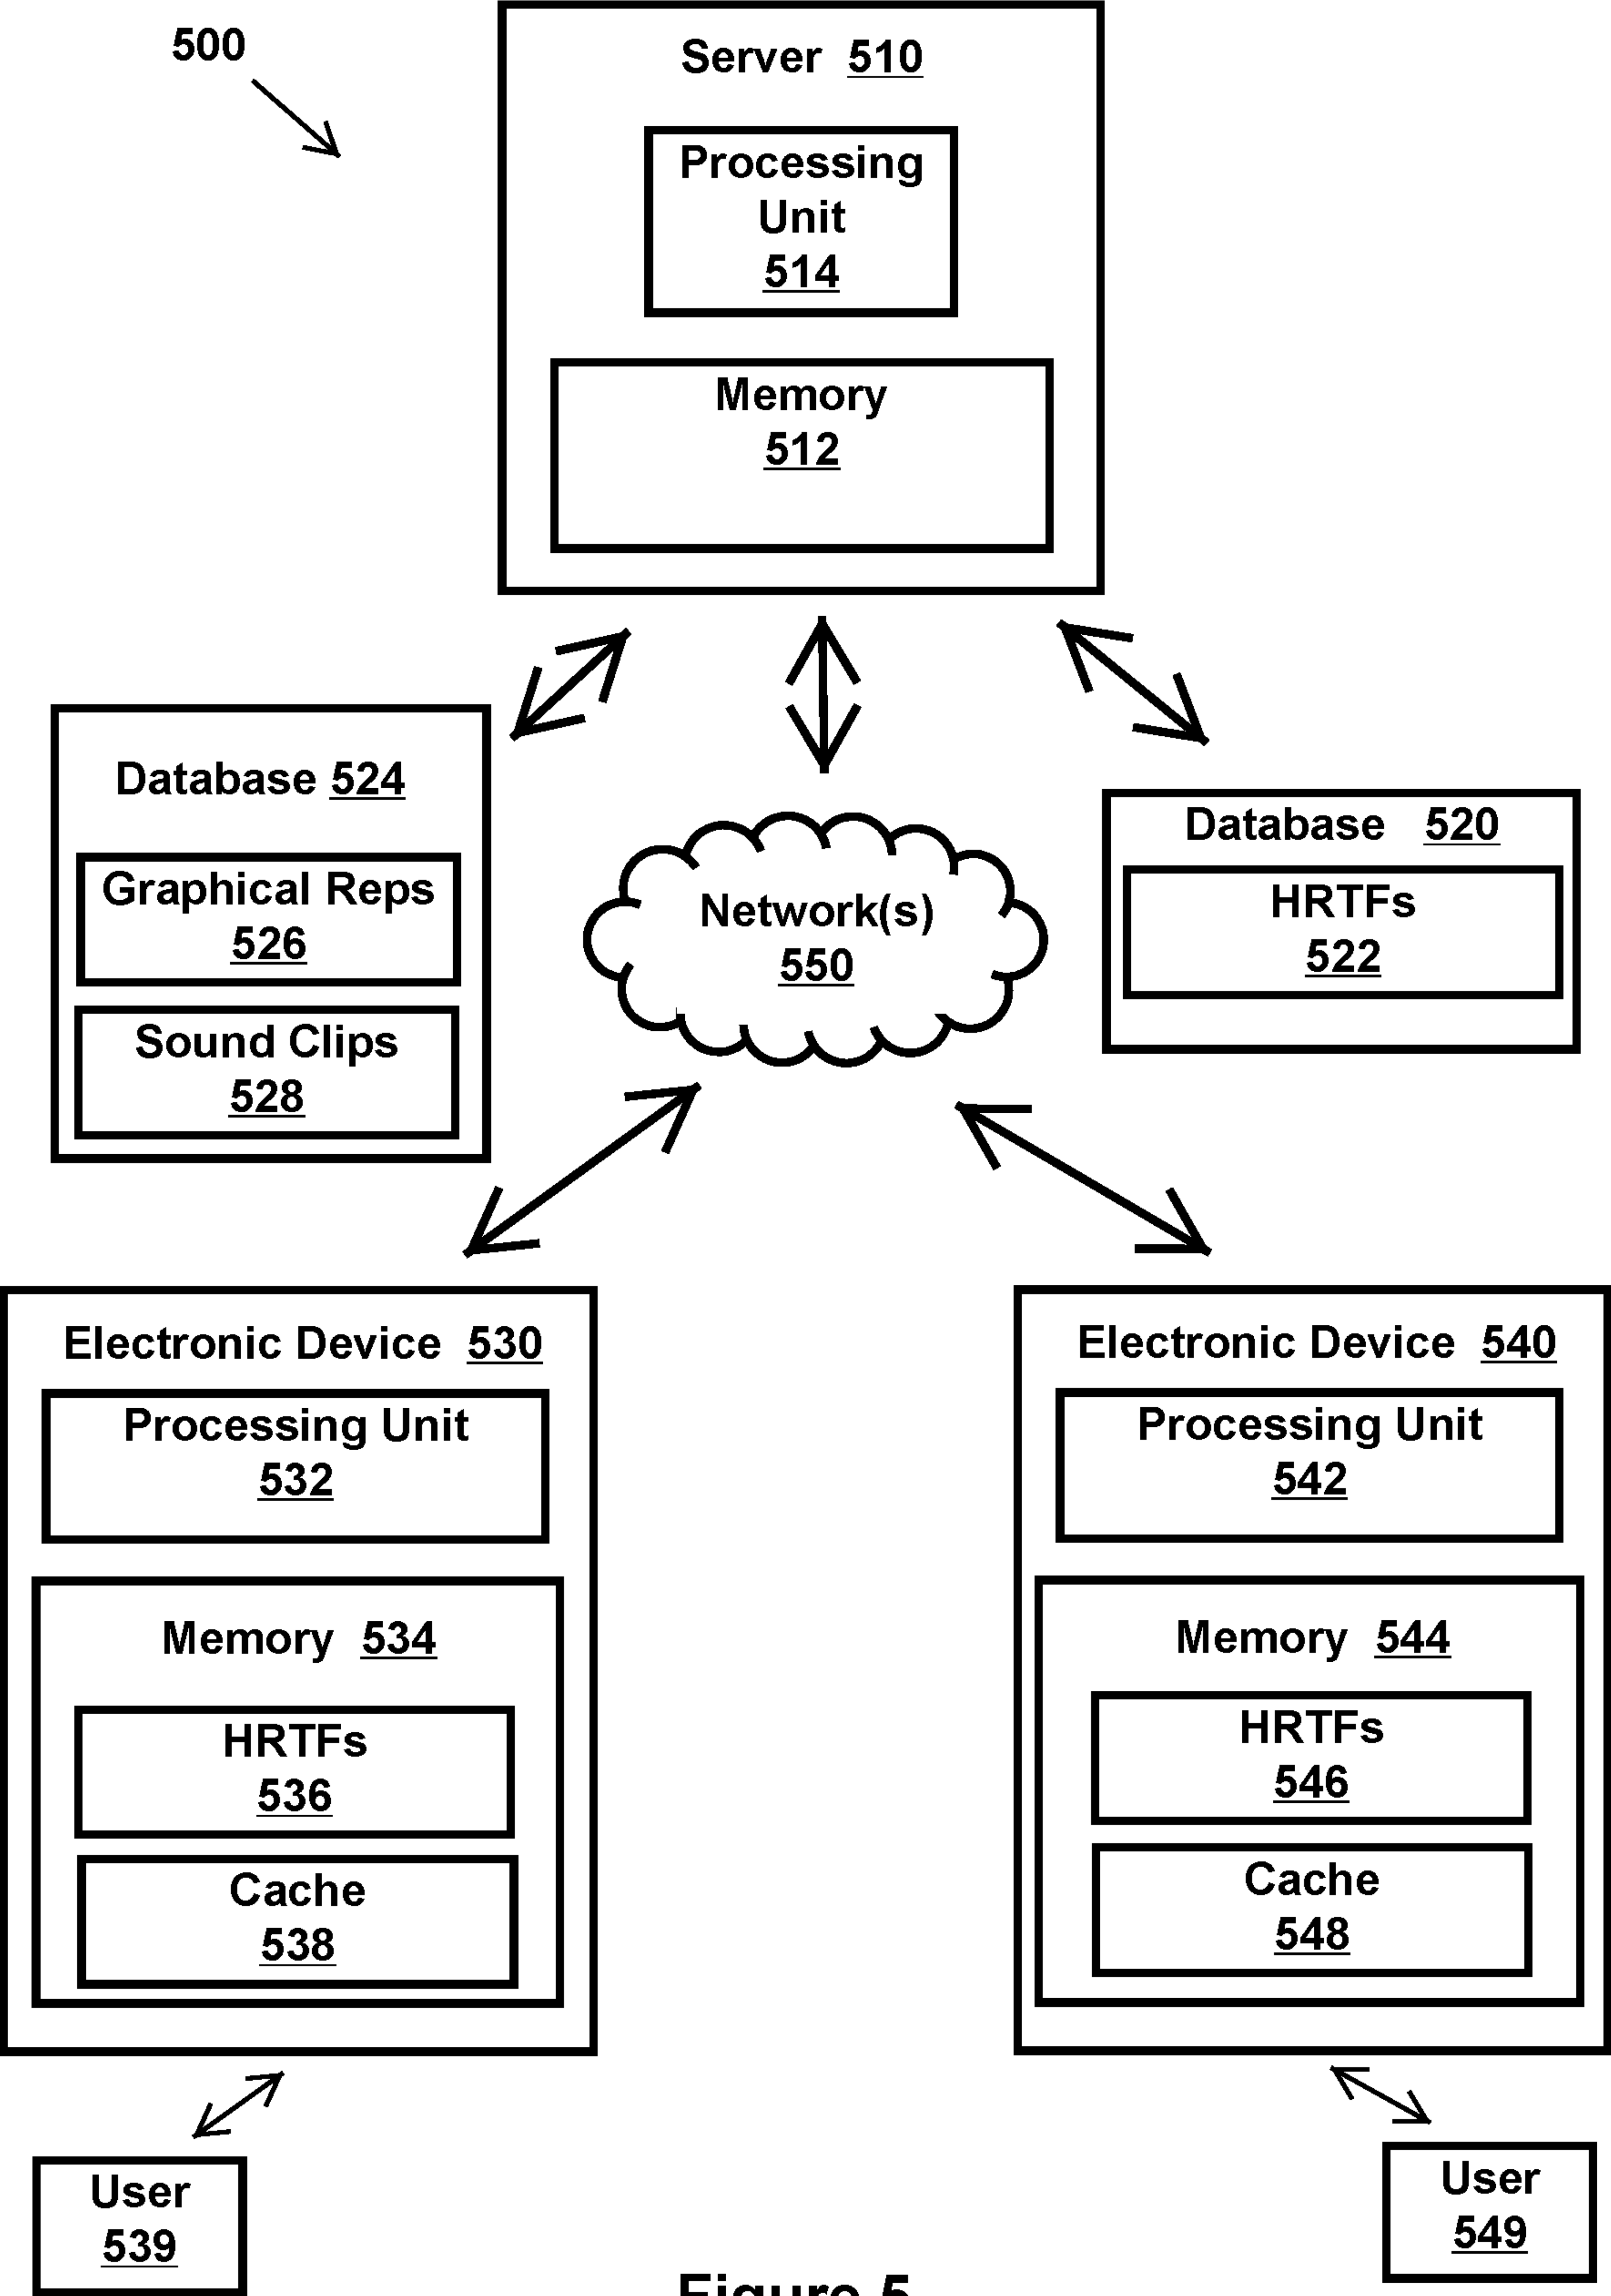 500
Server 510
Processing
Unit
514
Memory
512
Database 524
Graphical Reps
526
Sound Clips
528
Network(s)
550
Database 520
HRTFs
522
Electronic Device 530
Processing Unit
532
Memory 534
HRTFs
536
Cache
538
Electronic Device 540
Processing Unit
542
Memory 544
HRTFs
546
Cache
548
User
539
User
549
Figure 5